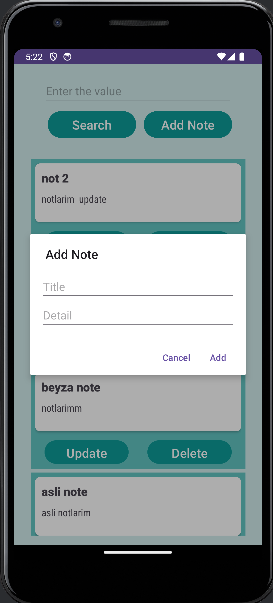 5:22
Enter the value
Search Add Note
not 2
notlarim update
Add Note
Title
Detail
Cancel Add
beyza note
notlarimm
Update Delete
asli note
asli notlarim